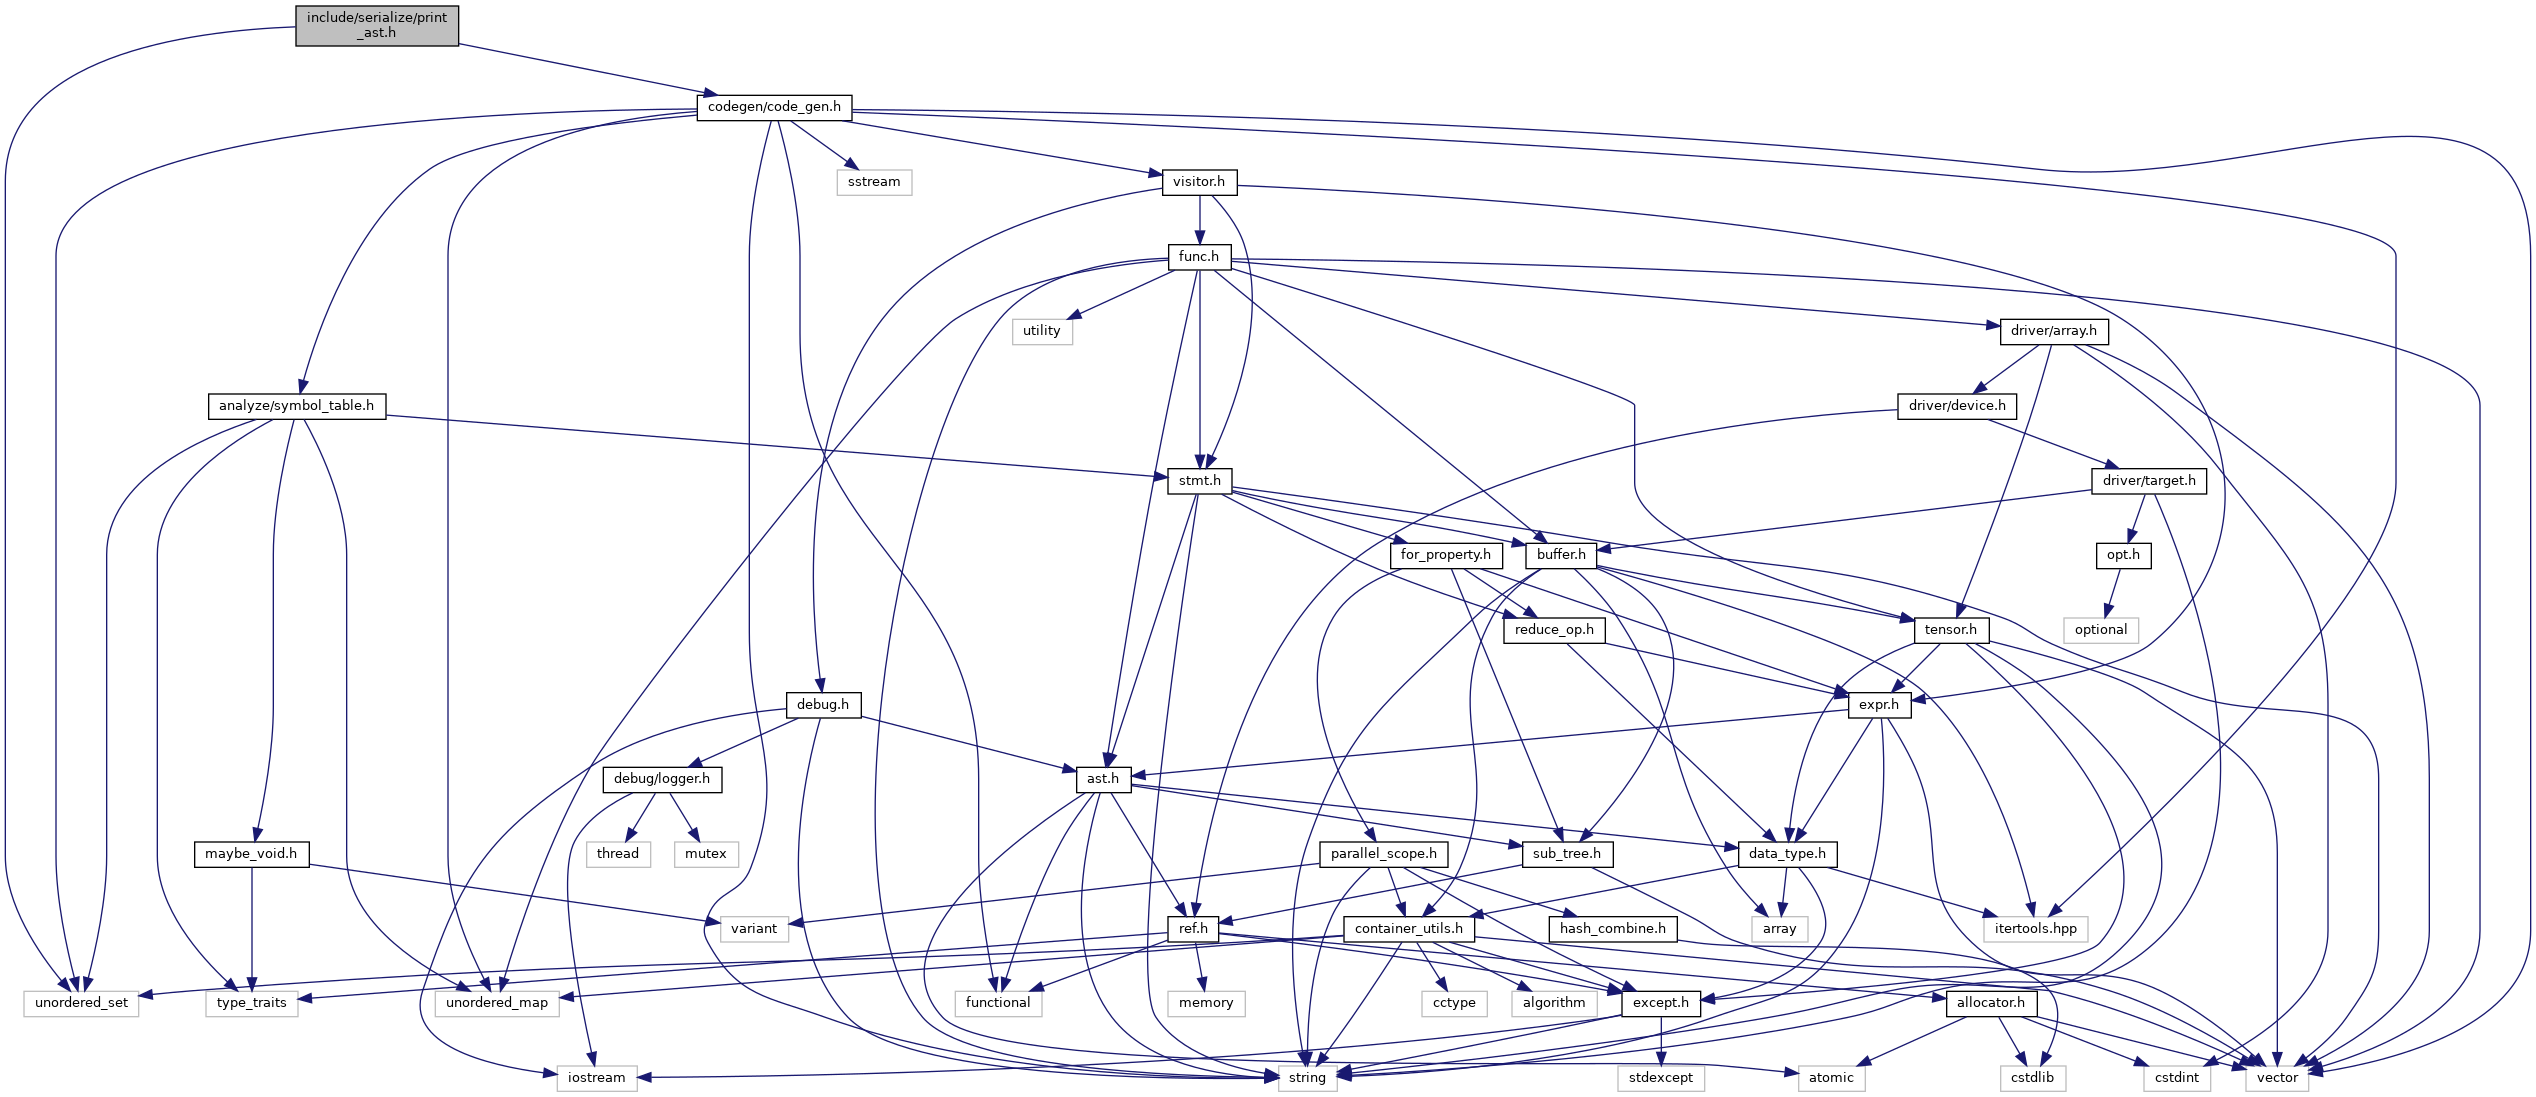 include/serialize/print
_ast.h
codegen/code_gen.h
sstream
visitor.h
func.h
utility
driver/array.h
analyze/symbol_table.h
driver/device.h
stmt.h
driver/target.h
for_property.h
buffer.h
opt.h
reduce_op.h
tensor.h
optional
debug.h
expr.h
debug/logger.h
ast.h
maybe_void.h
thread
mutex
parallel_scope.h
sub_tree.h
data_type.h
variant
ref.h
container_utils.h
hash_combine.h
array
itertools.hpp
unordered_set
type_traits
unordered_map
functional
memory
cctype
algorithm
except.h
allocator.h
iostream
string
stdexcept
atomic
cstdlib
cstdint
vector